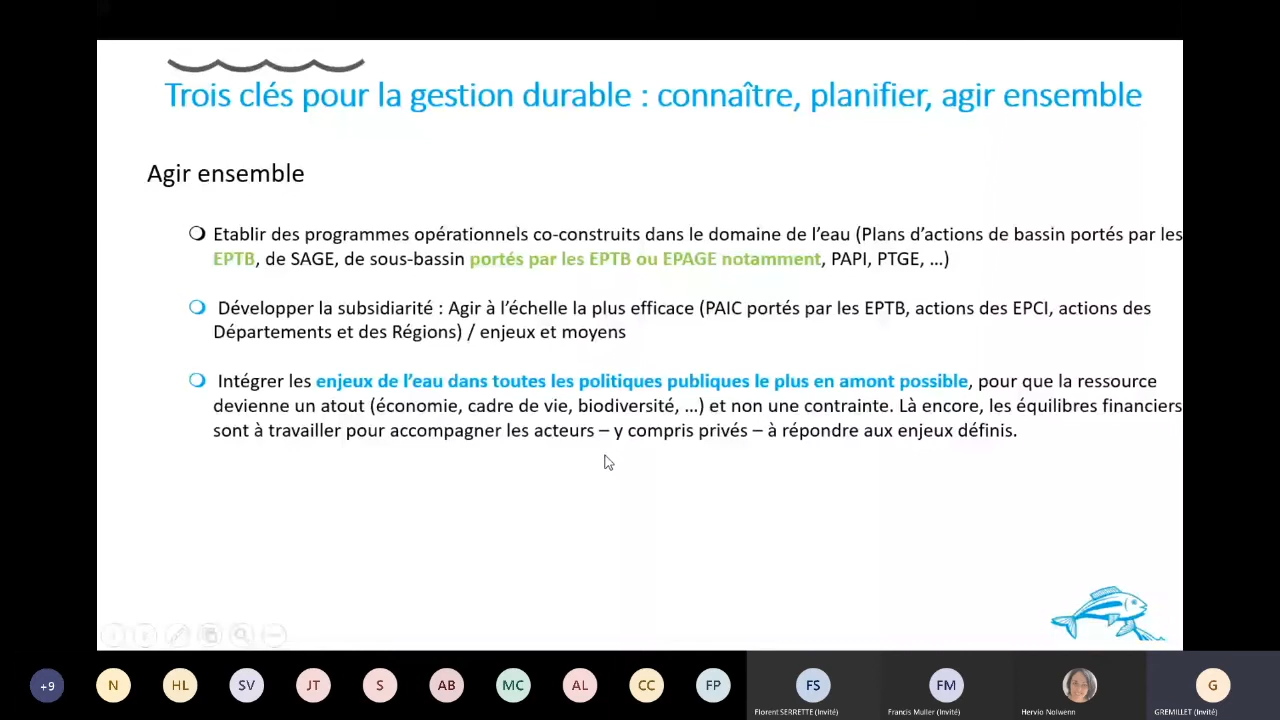 Trois clés pour la gestion durable : connaître, planifier, agir ensemble
Agir ensemble
Etablir des programmes opérationnels co-construits dans le domaine de l'eau (Plans d'actions de bassin portés par les
EPTB, de SAGE, de sous-bassin portés par les EPTB ou EPAGE notamment, PAPI, PTGE, …)
Développer la subsidiarité : Agir à l'échelle la plus efficace (PAIC portés par les EPTB, actions des EPCI, actions des
Départements et des Régions) / enjeux et moyens
Intégrer les enjeux de l'eau dans toutes les politiques publiques le plus en amont possible, pour que la ressource
devienne un atout (économie, cadre de vie, biodiversité, …) et non une contrainte. Là encore, les équilibres financiers
sont à travailler pour accompagner les acteurs – y compris privés – à répondre aux enjeux définis.
+9 N HL SV JT S AB MC AL CC FP FS FM G
Florent SERRETTE (Invité) Francis Muller (Invité) Hervio Nolwenn GREMILLET (Invité)